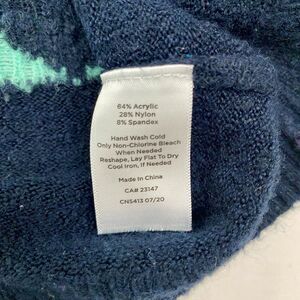 64% Acrylic
28% Nylon
8% Spandex
Hand Wash Cold
Only Non-Chlorine Bleach
When Needed
Reshape, Lay Flat To Dry
Cool Iron, If Needed
Made in China
CA# 23147
CN5413 07/20